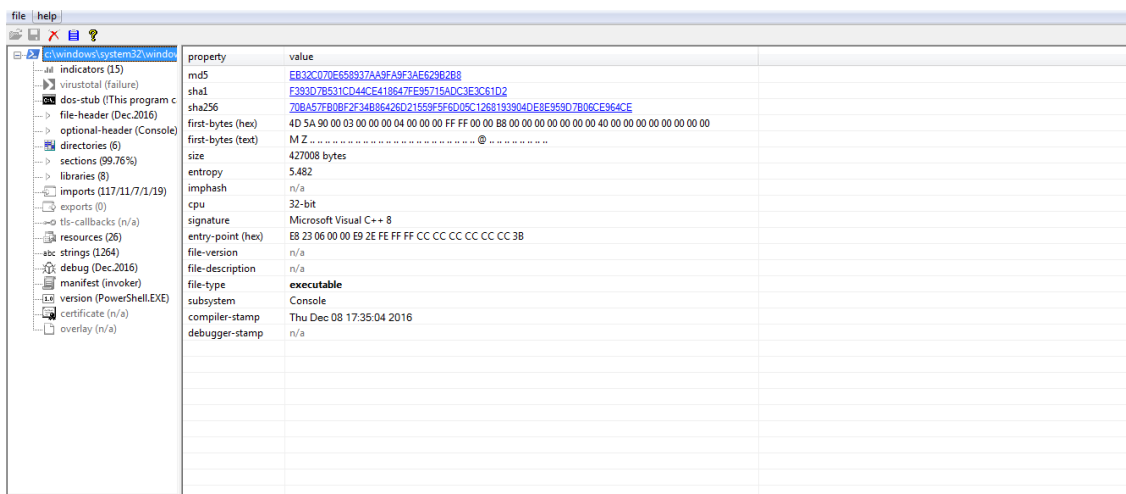 file help
c:\windows\system32\window
indicators (15)
virustotal (failure)
dos-stub (!This program c
file-header (Dec.2016)
optional-header (Console)
directories (6)
sections (99.76%)
libraries (8)
imports (117/11/7/1/19)
exports (0)
tls-callbacks (n/a)
resources (26)
abc strings (1264)
debug (Dec.2016)
manifest (invoker)
1.0 version (PowerShell.EXE)
certificate (n/a)
overlay (n/a)
property value
md5 EB32C070E658937AA9FA9F3AE629B2B8
sha1 F393D7B531CD44CE418647FE95715ADC3E3C61D2
sha256 70BA57FB0BF2F34B86426D21559F5F6D05C1268193904DE8E959D7B06CE964CE
first-bytes (hex) 4D 5A 90 00 03 00 00 00 04 00 00 00 FF FF 00 00 B8 00 00 00 00 00 00 00 40 00 00 00 00 00 00 00
first-bytes (text) M Z .. .. .. .. .. .. .. .. .. .. .. .. .. .. .. .. .. .. .. .. .. .. @ .. .. .. .. .. .. ..
size 427008 bytes
entropy 5.482
imphash n/a
cpu 32-bit
signature Microsoft Visual C++ 8
entry-point (hex) E8 23 06 00 00 E9 2E FE FF FF CC CC CC CC CC CC 3B
file-version n/a
file-description n/a
file-type executable
subsystem Console
compiler-stamp Thu Dec 08 17:35:04 2016
debugger-stamp n/a